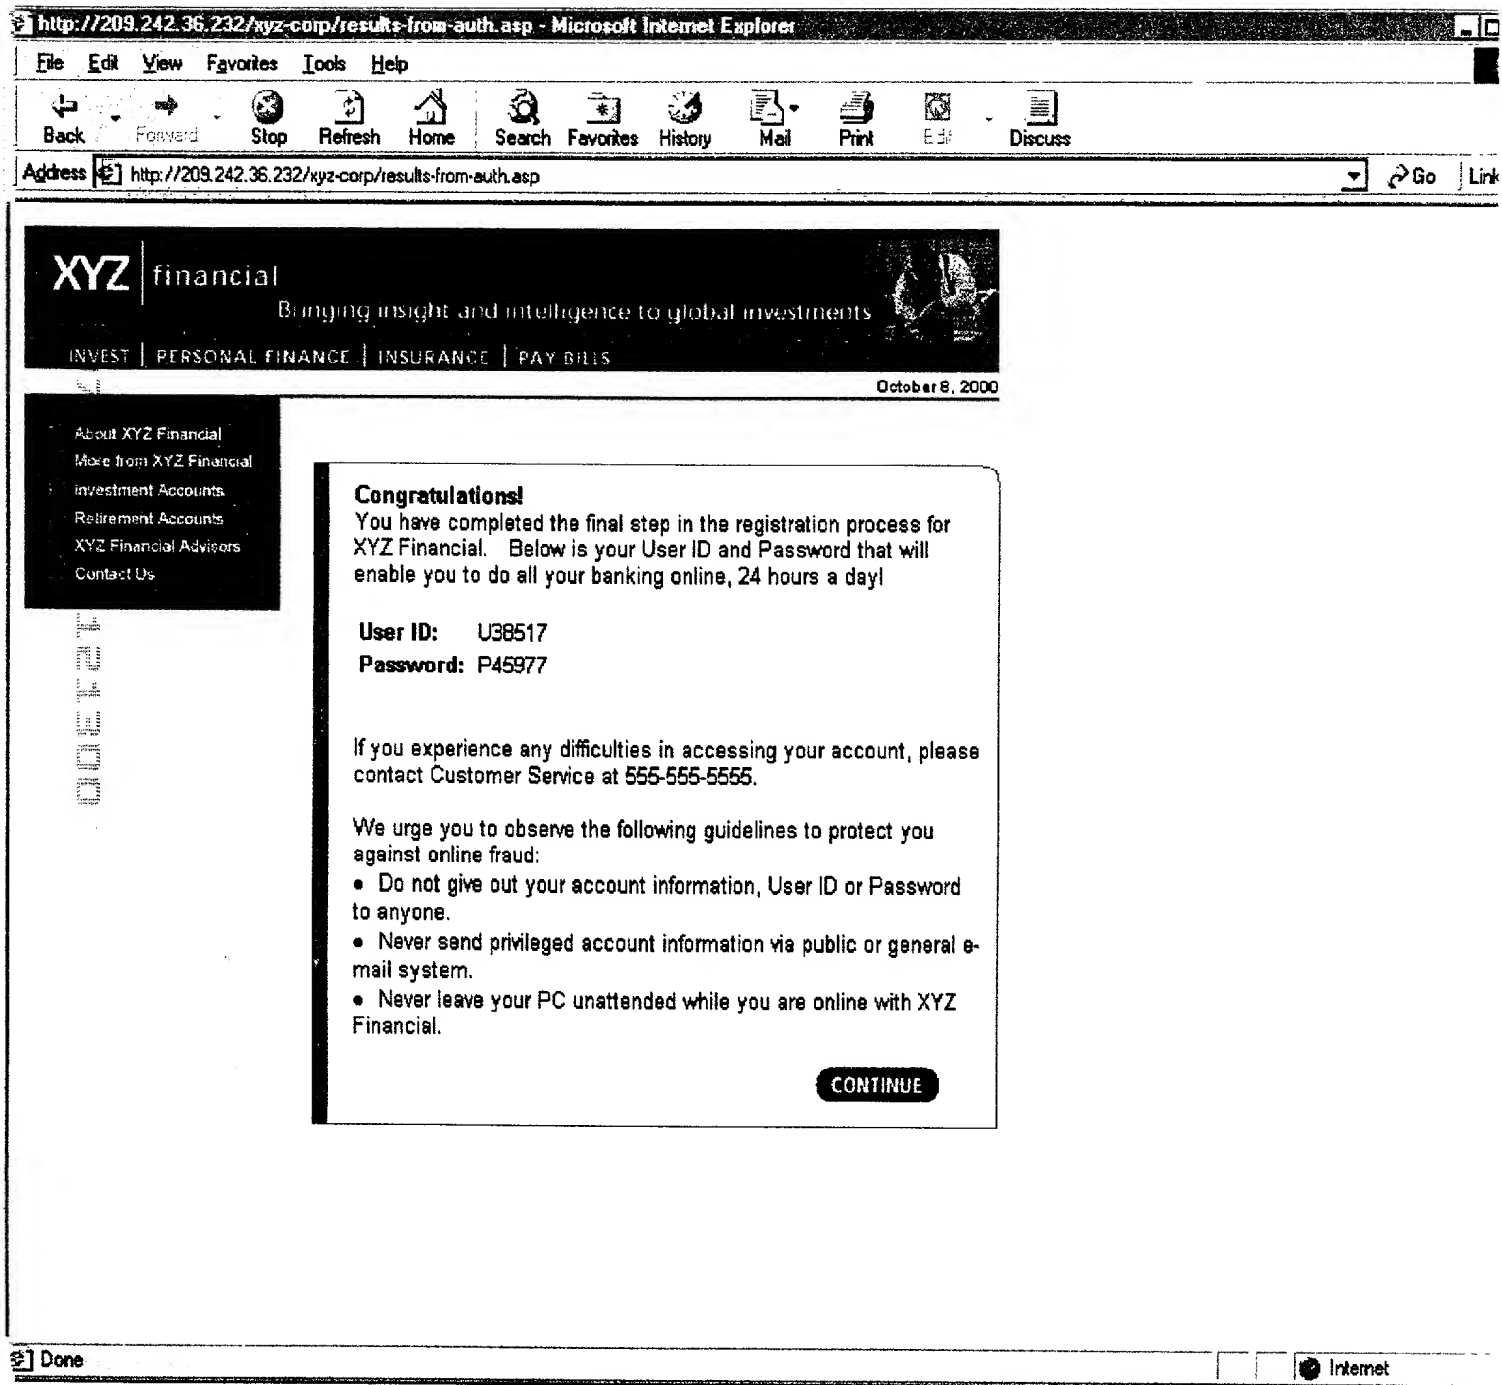 http://209.242.36.232/xyz-corp/results-from-auth.asp - Microsoft Internet Explorer
File Edit View Favorites Tools Help
Back Forward Stop Refresh Home Search Favorites History Mail Print Edit Discuss
Address http://209.242.36.232/xyz-corp/results-from-auth.asp Go Link
XYZ financial
Bringing insight and intelligence to global investments
INVEST | PERSONAL FINANCE | INSURANCE | PAY BILLS
October 8, 2000
About XYZ Financial
More from XYZ Financial
Investment Accounts
Retirement Accounts
XYZ Financial Advisors
Contact Us
Congratulations!
You have completed the final step in the registration process for
XYZ Financial. Below is your User ID and Password that will
enable you to do all your banking online, 24 hours a day!
User ID: U38517
Password: P45977
If you experience any difficulties in accessing your account, please
contact Customer Service at 555-555-5555.
We urge you to observe the following guidelines to protect you
against online fraud:
• Do not give out your account information, User ID or Password
to anyone.
• Never send privileged account information via public or general e-
mail system.
• Never leave your PC unattended while you are online with XYZ
Financial.
CONTINUE
Done Internet